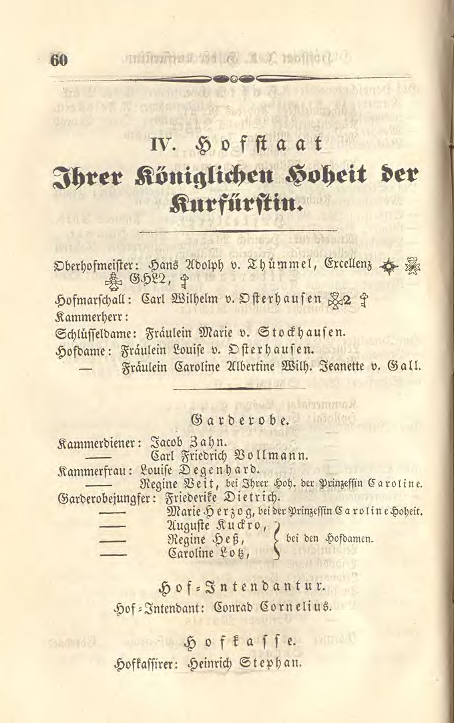 60
IV. Hofstaat
Ihrer Königlichen Hoheit der
Kurfürstin.
Oberhofmeister: Hans Adolph v. Thümmel, Excellenz
G.HL2,
Hofmarschall: Carl Wilhelm v. Osterhausen 2
Kammerherr:
Schlüsseldame: Fräulein Marie v. Stockhausen.
Hofdame: Fräulein Louise v. Osterhausen.
— Fräulein Caroline Albertine Wilh. Jeanette v. Gall.
Garderobe.
Kammerdiener: Jacob Zahn.
— Carl Friedrich Vollmann.
Kammerfrau: Louise Degenhard.
— Regine Veit, bei Ihrer Hoh. der Prinzessin Caroline.
Garderobejungfer: Friederike Dietrich.
— Marie Herzog, bei der Prinzessin Caroline Hoheit.
— Auguste Kuckro,
— Regine Heß, bei den Hofdamen.
— Caroline Lotz,
Hof-Intendantur.
Hof-Intendant: Conrad Cornelius.
Hofkasse.
Hofkassirer: Heinrich Stephan.